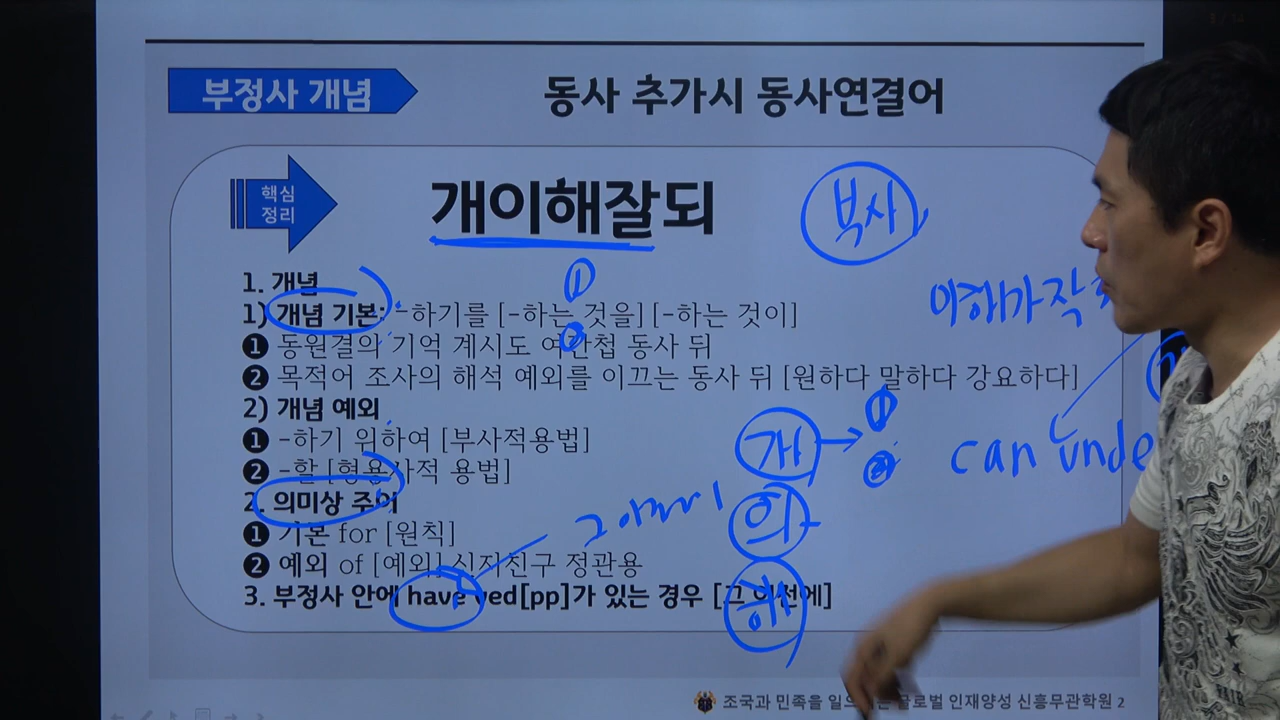 부정사 개념
동사 추가시 동사연결어
핵심
정리
개이해잘되
부사
1. 개념
①
1) 개념 기본: -하기를 [-하는 것을] [-하는 것이]
이해가
❶ 동원결의 기억 계시도 여간첩 동사 뒤
②
❷ 목적어 조사의 해석 예외를 이끄는 동사 뒤 [원하다 말하다 강요하다]
2) 개념 예외
❶ -하기 위하여 [부사적용법]
개 → ① ②
can unde
❷ -할 [형용사적 용법]
2. 의미상 주어
의
❶ 기본 for [원칙]
❷ 예외 of [예외] 신지친구 정관용
3. 부정사 안에 have ved[pp]가 있는 경우 [그 이전에]
해
조국과 민족을 글로벌 인재양성 신흥무관학원 2